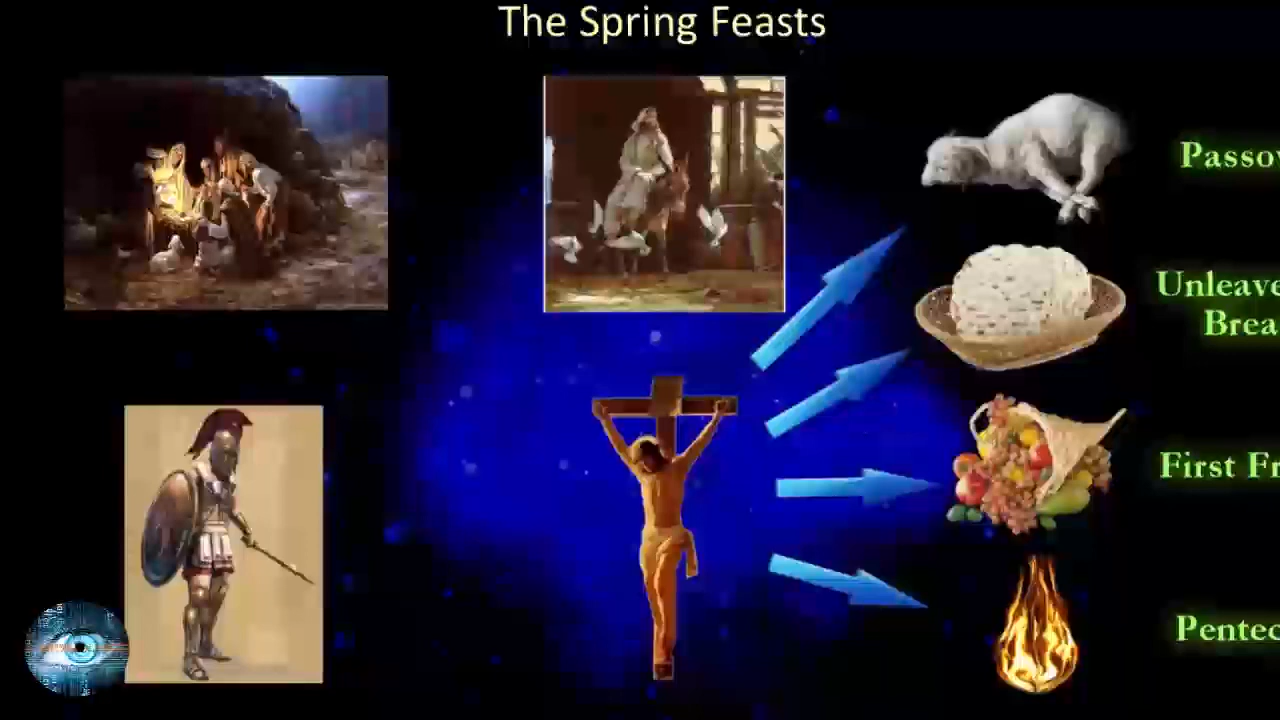 The Spring Feasts
Passov
Unleave
Brea
First Fr
Pentec